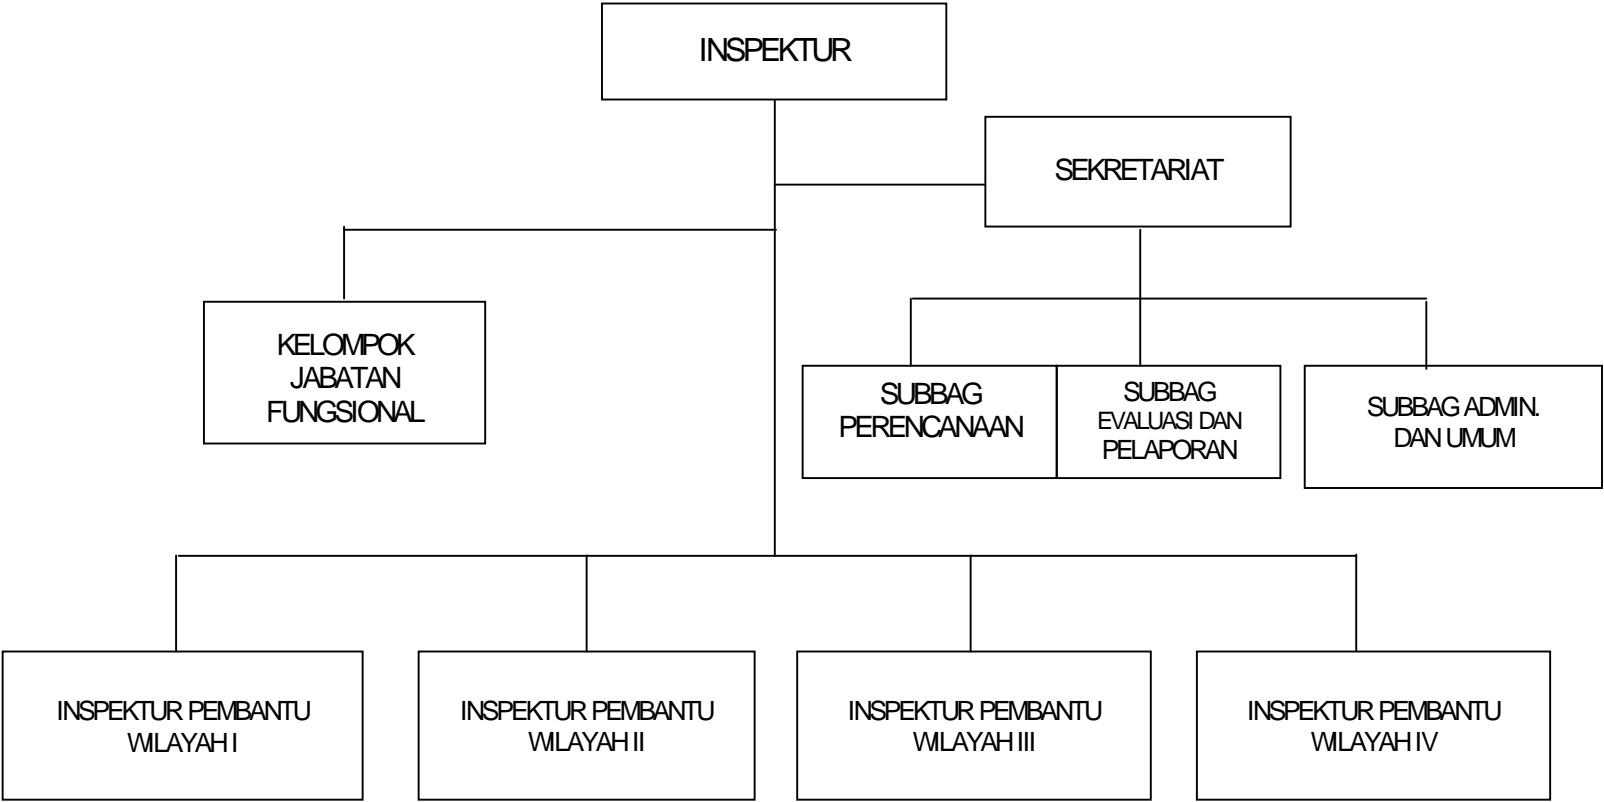 INSPEKTUR
SEKRETARIAT
KELOMPOK
JABATAN
FUNGSIONAL
SUBBAG
PERENCANAAN
SUBBAG
EVALUASI DAN
PELAPORAN
SUBBAG ADMIN.
DAN UMUM
INSPEKTUR PEMBANTU
WILAYAH I
INSPEKTUR PEMBANTU
WILAYAH II
INSPEKTUR PEMBANTU
WILAYAH III
INSPEKTUR PEMBANTU
WILAYAH IV